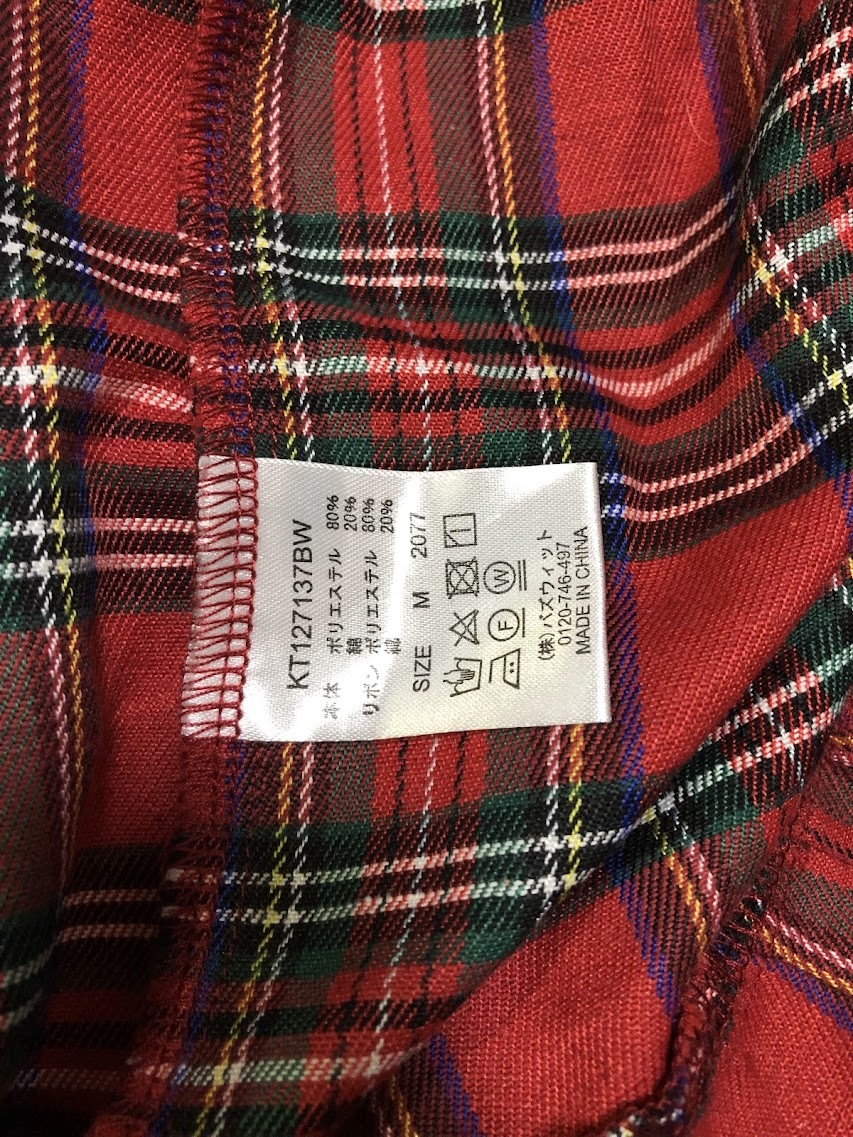 KT127137BW
本体 ポリエステル 80%
綿 20%
リボン ポリエステル 80%
綿 20%
SIZE M 2077
F W
(株)バズウィット
0120-746-497
MADE IN CHINA